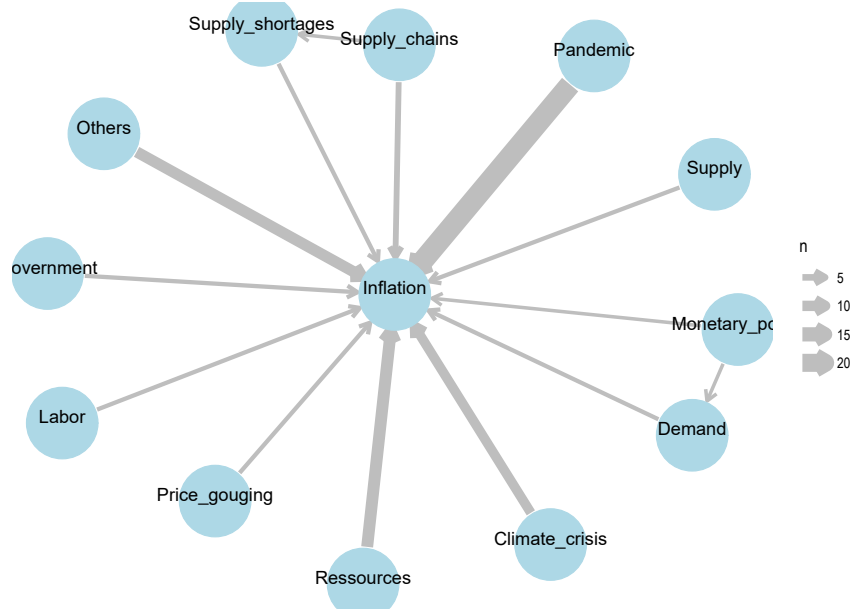 Supply_shortages
Supply_chains
Pandemic
Others
Supply
n
overnment
Inflation
5
10
Monetary_po
15
20
Labor
Demand
Price_gouging
Climate_crisis
Ressources